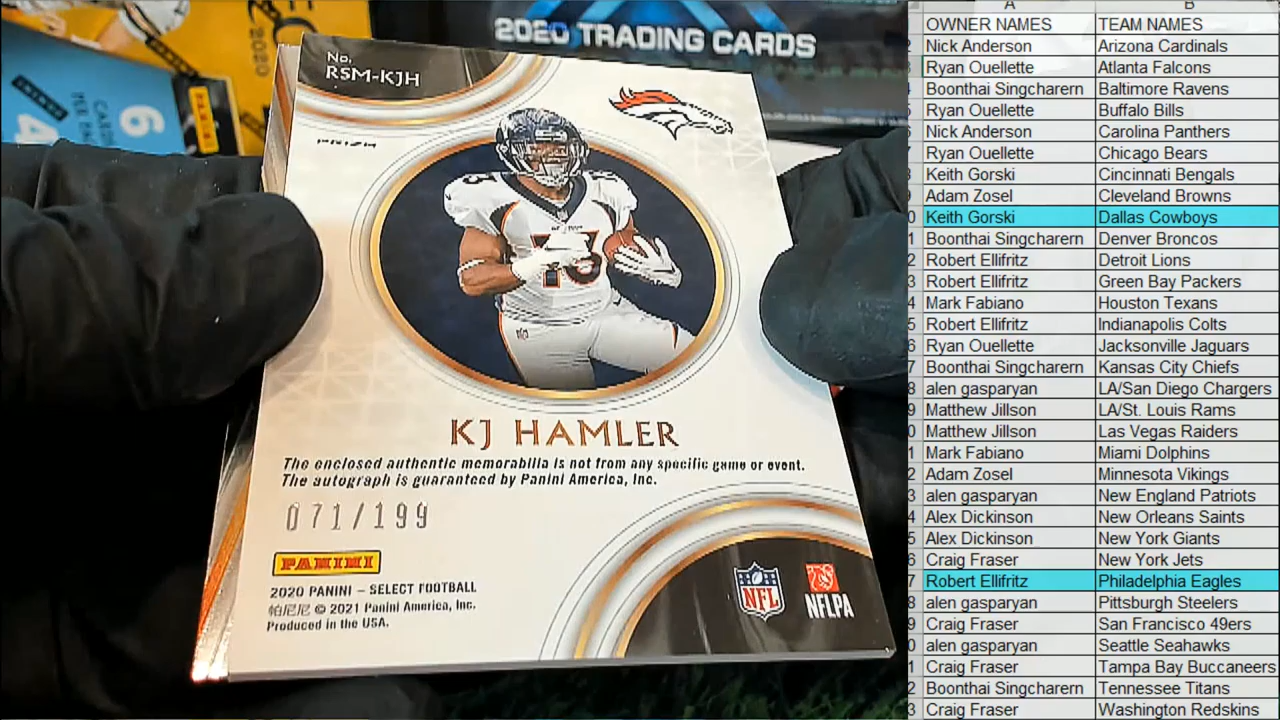 2020 TRADING CARDS
2020
6
4
PANINI
No.
RSM-KJH
PRIZM
13
KJ HAMLER
The enclosed authentic memorabilia is not from any specific game or event.
The autograph is guaranteed by Panini America, Inc.
071/199
PANINI
2020 PANINI – SELECT FOOTBALL
帕尼尼 © 2021 Panini America, Inc.
Produced in the USA.
NFL
NFLPA
A B
OWNER NAMES TEAM NAMES
Nick Anderson Arizona Cardinals
Ryan Ouellette Atlanta Falcons
Boonthai Singcharern Baltimore Ravens
Ryan Ouellette Buffalo Bills
Nick Anderson Carolina Panthers
Ryan Ouellette Chicago Bears
Keith Gorski Cincinnati Bengals
Adam Zosel Cleveland Browns
Keith Gorski Dallas Cowboys
Boonthai Singcharern Denver Broncos
Robert Ellifritz Detroit Lions
Robert Ellifritz Green Bay Packers
Mark Fabiano Houston Texans
Robert Ellifritz Indianapolis Colts
Ryan Ouellette Jacksonville Jaguars
Boonthai Singcharern Kansas City Chiefs
alen gasparyan LA/San Diego Chargers
Matthew Jillson LA/St. Louis Rams
Matthew Jillson Las Vegas Raiders
Mark Fabiano Miami Dolphins
Adam Zosel Minnesota Vikings
alen gasparyan New England Patriots
Alex Dickinson New Orleans Saints
Alex Dickinson New York Giants
Craig Fraser New York Jets
Robert Ellifritz Philadelphia Eagles
alen gasparyan Pittsburgh Steelers
Craig Fraser San Francisco 49ers
alen gasparyan Seattle Seahawks
Craig Fraser Tampa Bay Buccaneers
Boonthai Singcharern Tennessee Titans
Craig Fraser Washington Redskins